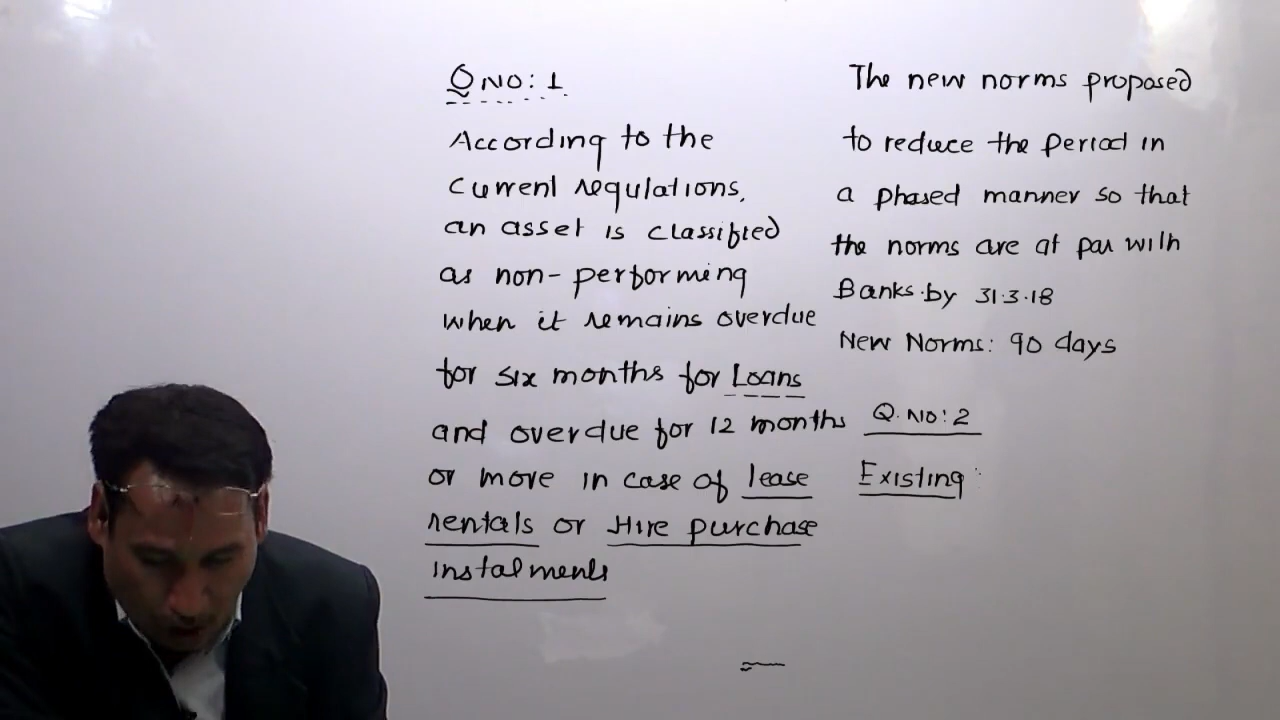 Q NO: 1
According to the
current regulations,
an asset is classified
as non-performing
when it remains overdue
for six months for Loans
and overdue for 12 months
or more in case of lease
rentals or Hire purchase
instalments
The new norms proposed
to reduce the period in
a phased manner so that
the norms are at par with
Banks by 31.3.18
New Norms: 90 days
Q. NO: 2
Existing